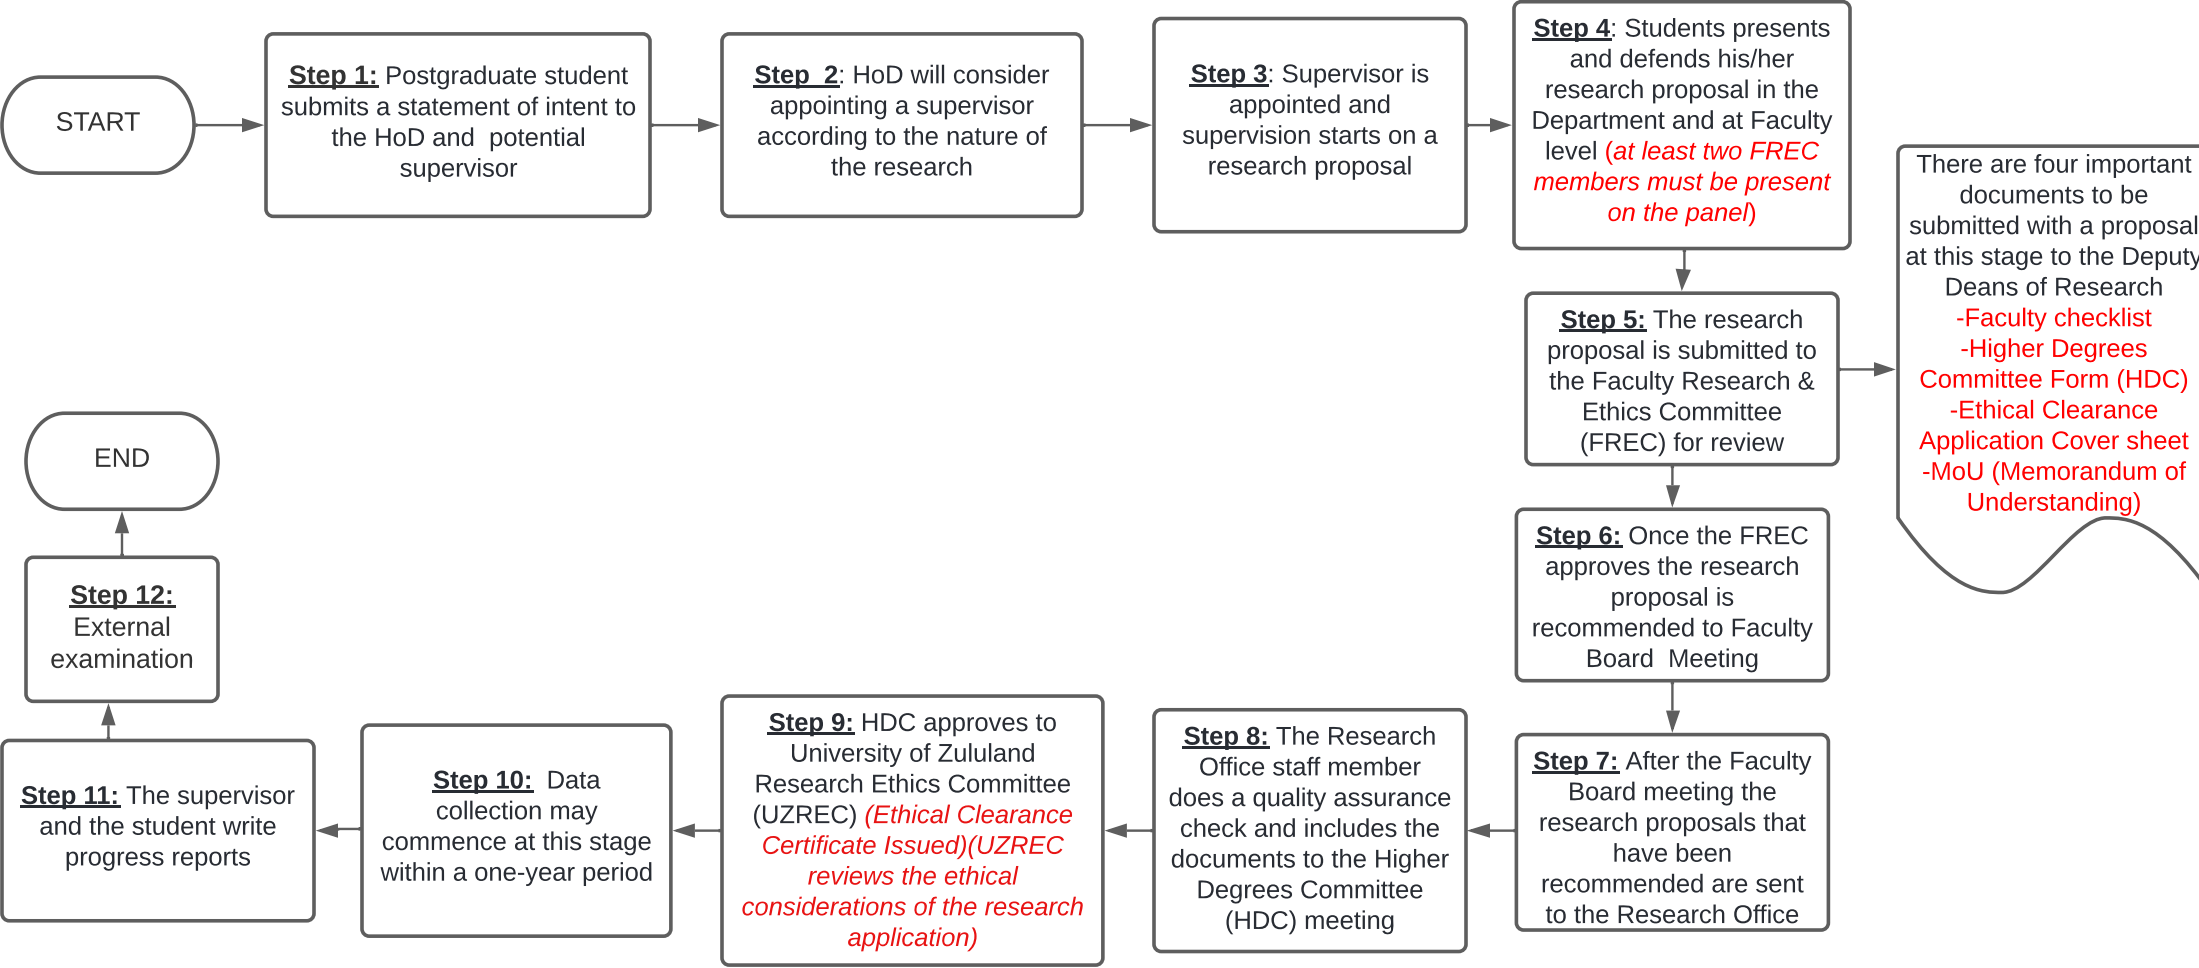 START
Step 1: Postgraduate student
submits a statement of intent to
the HoD and potential
supervisor
Step 2: HoD will consider
appointing a supervisor
according to the nature of
the research
Step 3: Supervisor is
appointed and
supervision starts on a
research proposal
Step 4: Students presents
and defends his/her
research proposal in the
Department and at Faculty
level (at least two FREC
members must be present
on the panel)
There are four important
documents to be
submitted with a proposal
at this stage to the Deputy
Deans of Research
-Faculty checklist
-Higher Degrees
Committee Form (HDC)
-Ethical Clearance
Application Cover sheet
-MoU (Memorandum of
Understanding)
Step 5: The research
proposal is submitted to
the Faculty Research &
Ethics Committee
(FREC) for review
Step 6: Once the FREC
approves the research
proposal is
recommended to Faculty
Board Meeting
Step 7: After the Faculty
Board meeting the
research proposals that
have been
recommended are sent
to the Research Office
Step 8: The Research
Office staff member
does a quality assurance
check and includes the
documents to the Higher
Degrees Committee
(HDC) meeting
Step 9: HDC approves to
University of Zululand
Research Ethics Committee
(UZREC) (Ethical Clearance
Certificate Issued)(UZREC
reviews the ethical
considerations of the research
application)
Step 10: Data
collection may
commence at this stage
within a one-year period
Step 11: The supervisor
and the student write
progress reports
Step 12:
External
examination
END